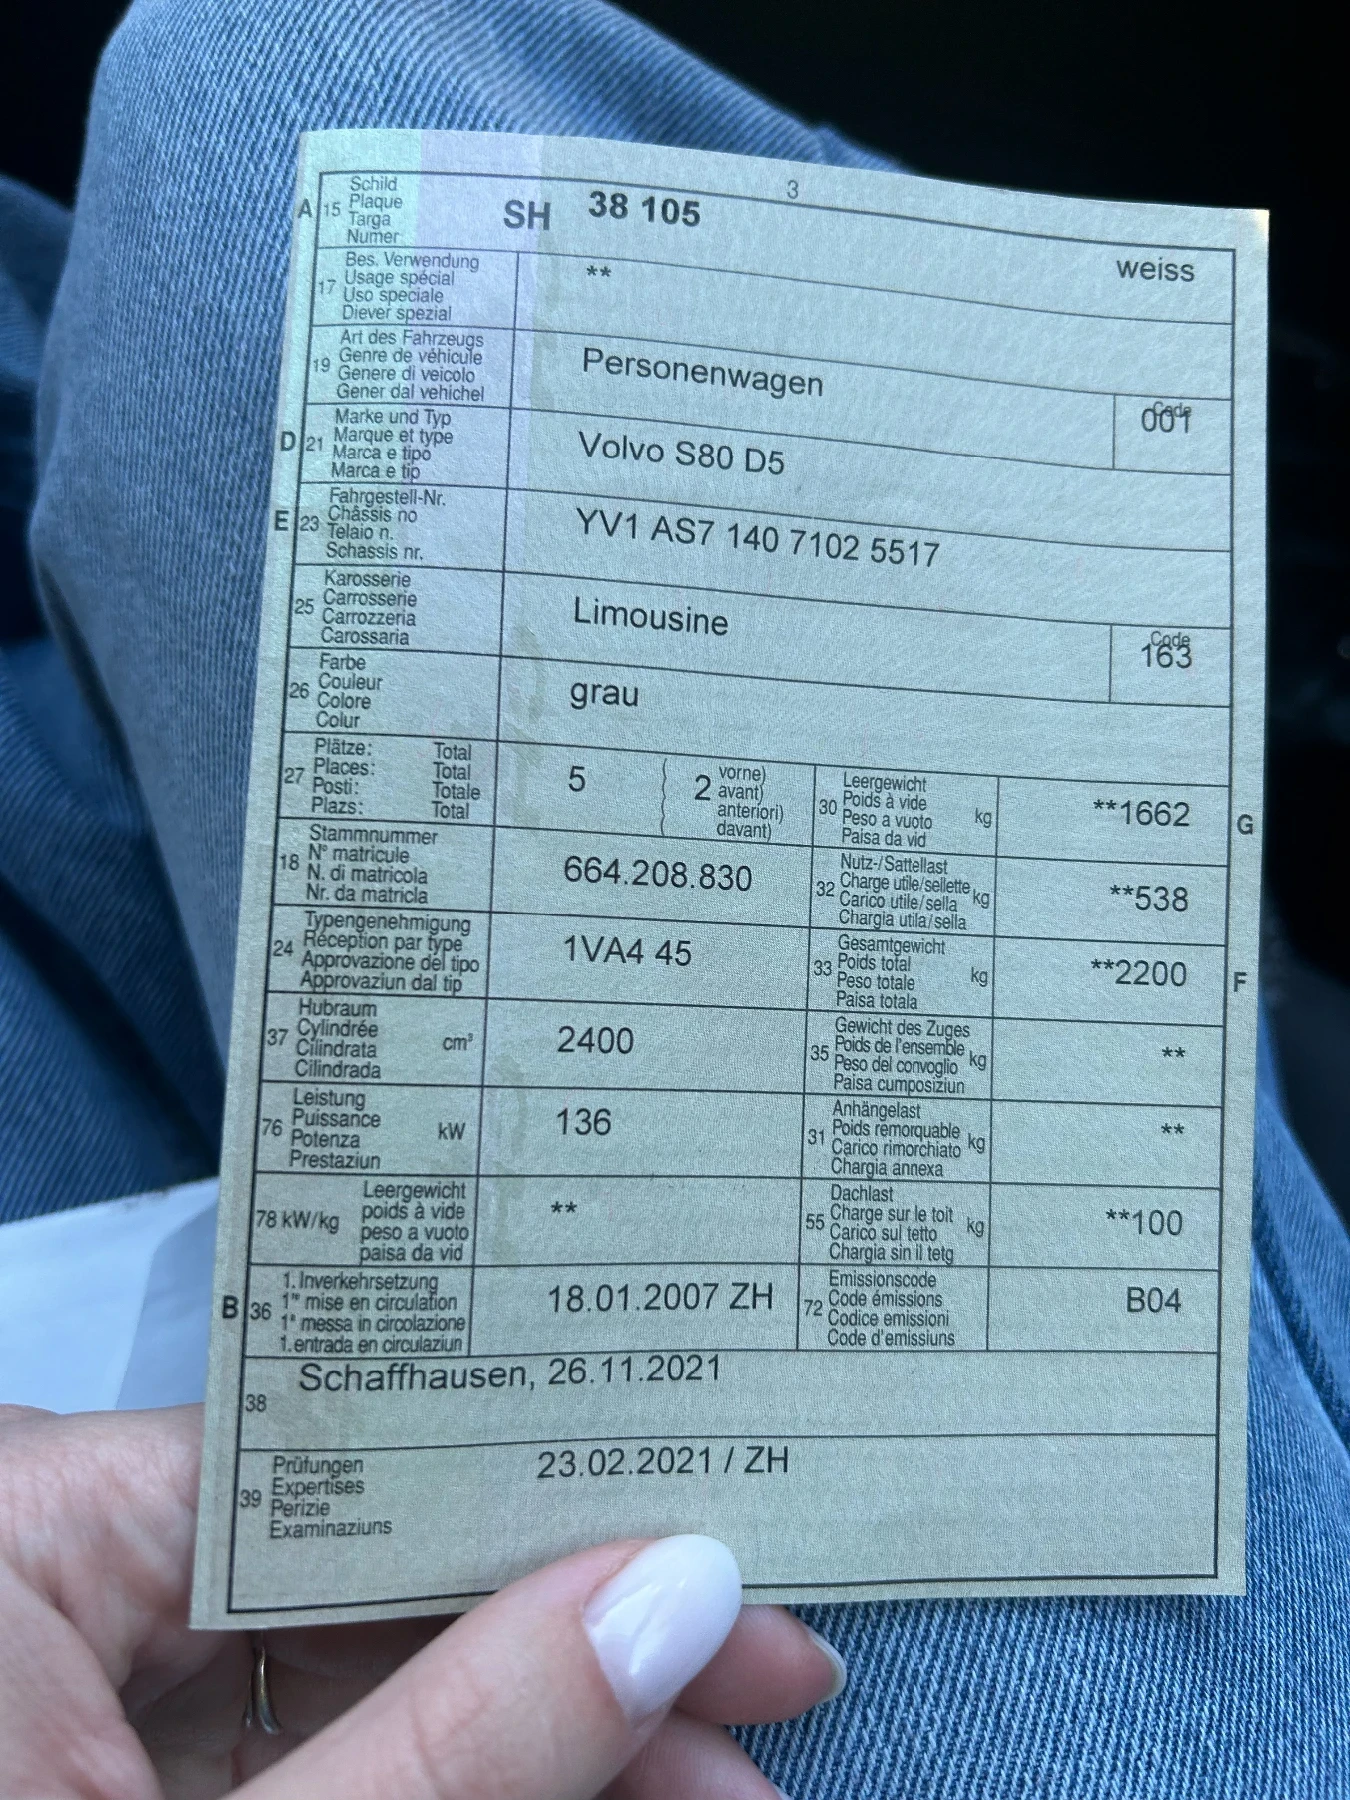 3
A 15 Schild
Plaque
Targa
Numer
SH 38 105
weiss
17 Bes. Verwendung
Usage spécial
Uso speciale
Diever spezial
**
19 Art des Fahrzeugs
Genre de véhicule
Genere di veicolo
Gener dal vehichel
Personenwagen
Code
001
D 21 Marke und Typ
Marque et type
Marca e tipo
Marca e tip
Volvo S80 D5
E 23 Fahrgestell-Nr.
Châssis no
Telaio n.
Schassis nr.
YV1 AS7 140 7102 5517
25 Karosserie
Carrosserie
Carrozzeria
Carossaria
Limousine
Code
163
26 Farbe
Couleur
Colore
Colur
grau
27 Plätze: Total
Places: Total
Posti: Totale
Plazs: Total
5
(2 vorne)
( avant)
( anteriori)
( davant)
30 Leergewicht
Poids à vide
Peso a vuoto
Paisa da vid
kg
**1662
G
18 Stammnummer
N° matricule
N. di matricola
Nr. da matricla
664.208.830
32 Nutz-/Sattellast
Charge utile/sellette
Carico utile/sella
Chargia utila/sella
kg
**538
24 Typengenehmigung
Réception par type
Approvazione del tipo
Approvaziun dal tip
1VA4 45
33 Gesamtgewicht
Poids total
Peso totale
Paisa totala
kg
**2200
F
37 Hubraum
Cylindrée
Cilindrata
Cilindrada
cm³
2400
35 Gewicht des Zuges
Poids de l'ensemble
Peso del convoglio
Paisa cumposiziun
kg
**
76 Leistung
Puissance
Potenza
Prestaziun
kW
136
31 Anhängelast
Poids remorquable
Carico rimorchiato
Chargia annexa
kg
**
78 kW/kg
Leergewicht
poids à vide
peso a vuoto
paisa da vid
**
55 Dachlast
Charge sur le toit
Carico sul tetto
Chargia sin il tetg
kg
**100
B 36 1. Inverkehrsetzung
1re mise en circulation
1a messa in circolazione
1. entrada en circulaziun
18.01.2007 ZH
72 Emissionscode
Code émissions
Codice emissioni
Code d'emissiuns
B04
38
Schaffhausen, 26.11.2021
39 Prüfungen
Expertises
Perizie
Examinaziuns
23.02.2021 / ZH